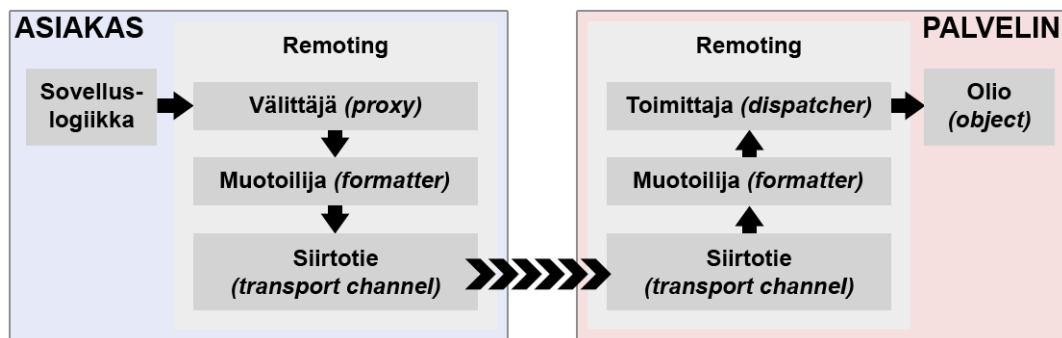 ASIAKAS
Remoting
Sovellus-
logiikka
Välittäjä (proxy)
Muotoilija (formatter)
Siirtotie
(transport channel)
PALVELIN
Remoting
Toimittaja (dispatcher)
Olio
(object)
Muotoilija (formatter)
Siirtotie
(transport channel)